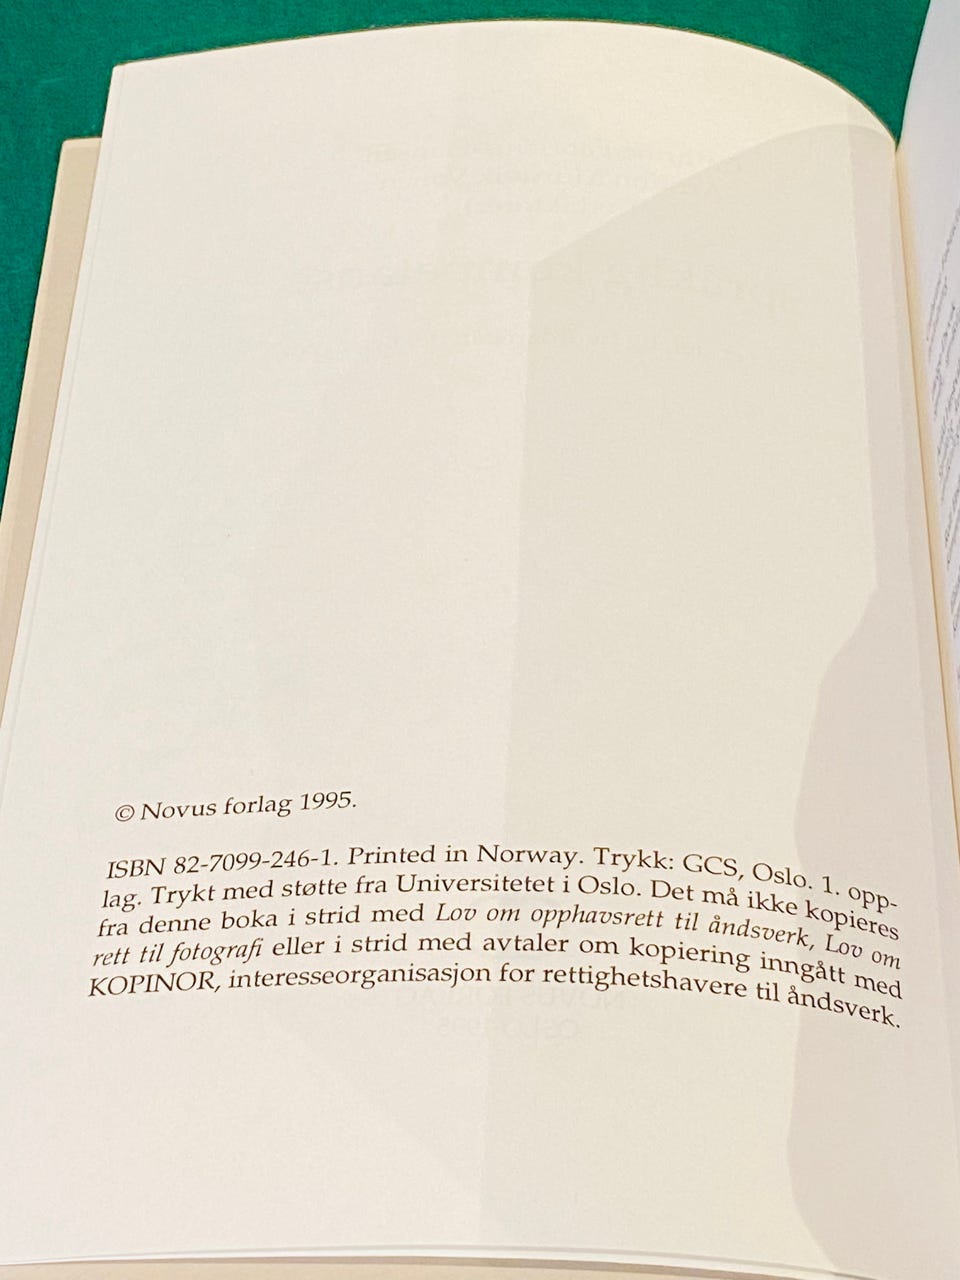 © Novus forlag 1995.
ISBN 82-7099-246-1. Printed in Norway. Trykk: GCS, Oslo. 1. opp-
lag. Trykt med støtte fra Universitetet i Oslo. Det må ikke kopieres
fra denne boka i strid med Lov om opphavsrett til åndsverk, Lov om
rett til fotografi eller i strid med avtaler om kopiering inngått med
KOPINOR, interesseorganisasjon for rettighetshavere til åndsverk.